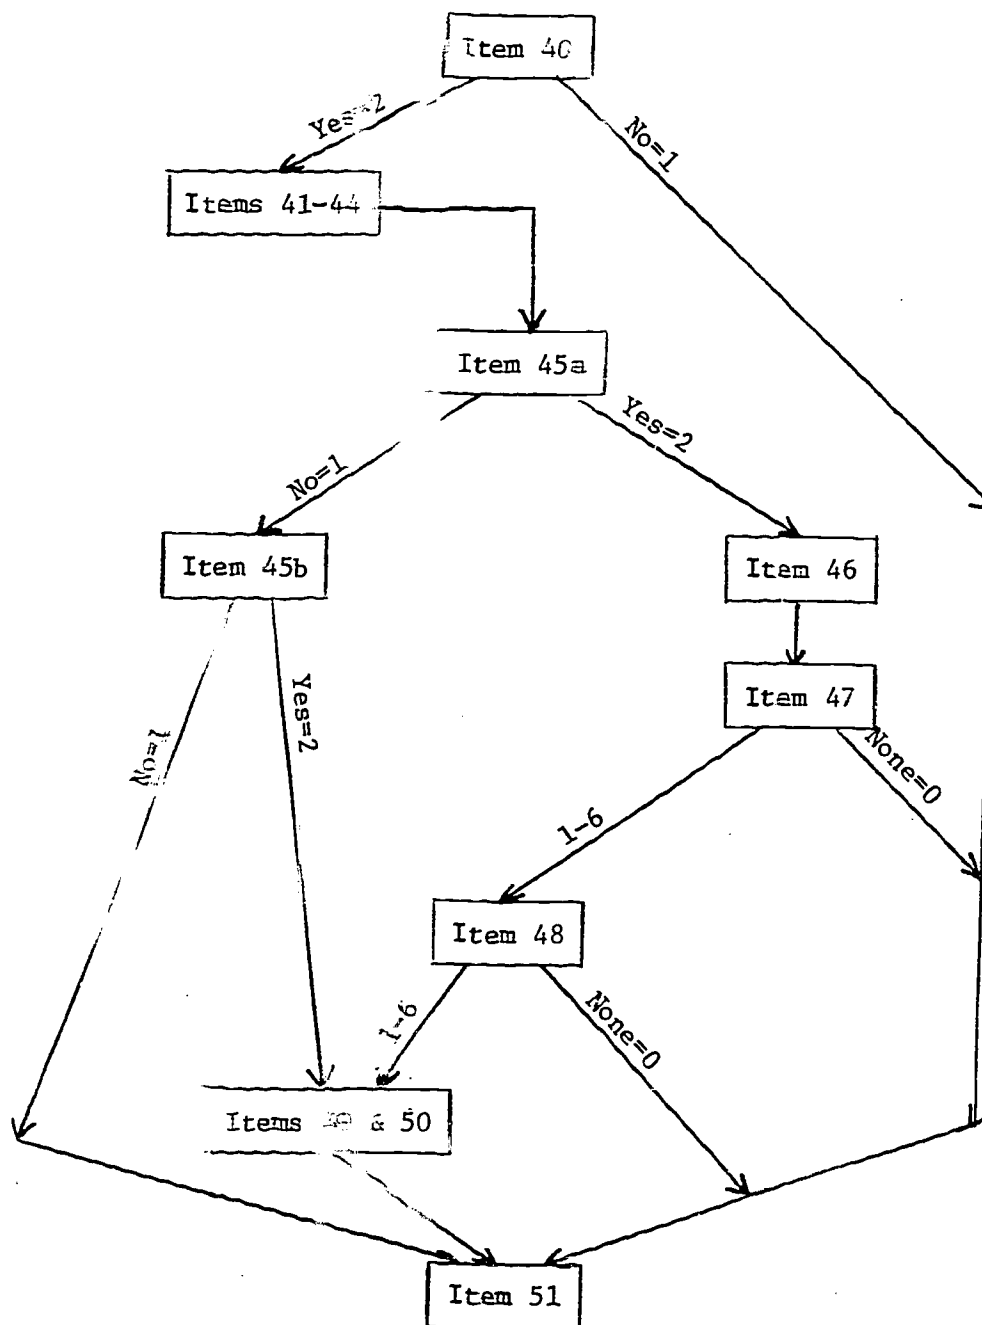 Item 40
Yes=2
No=1
Items 41-44
Item 45a
No=1
Yes=2
Item 45b
Item 46
Item 47
No=1
Yes=2
1-6
None=0
Item 48
1-6
None=0
Items 49 & 50
Item 51